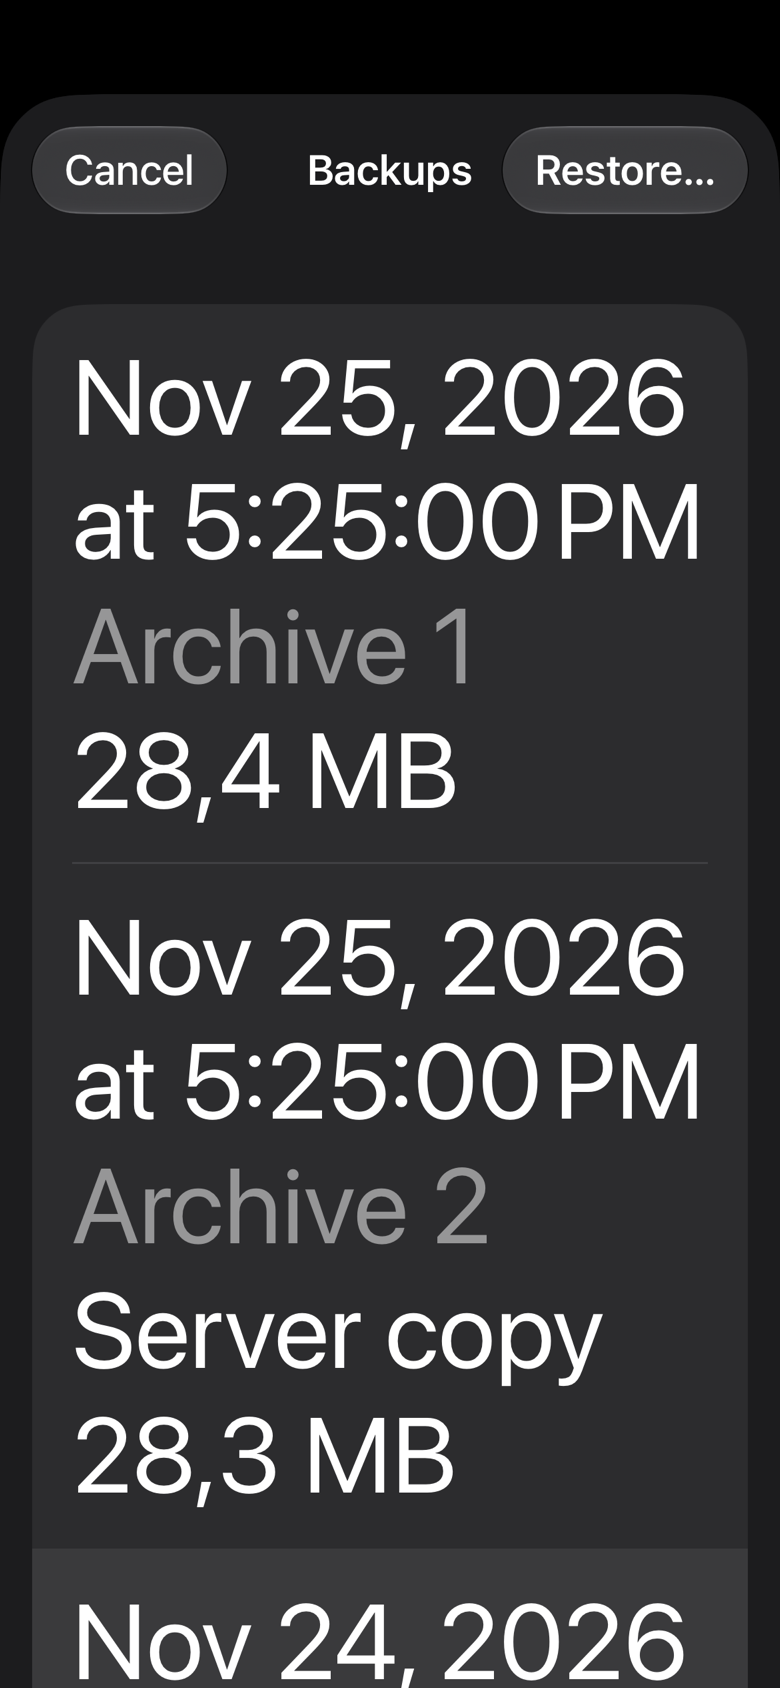 Cancel
Backups
Restore...
Nov 25, 2026
at 5:25:00 PM
Archive 1
28,4 MB
Nov 25, 2026
at 5:25:00 PM
Archive 2
Server copy
28,3 MB
Nov 24, 2026